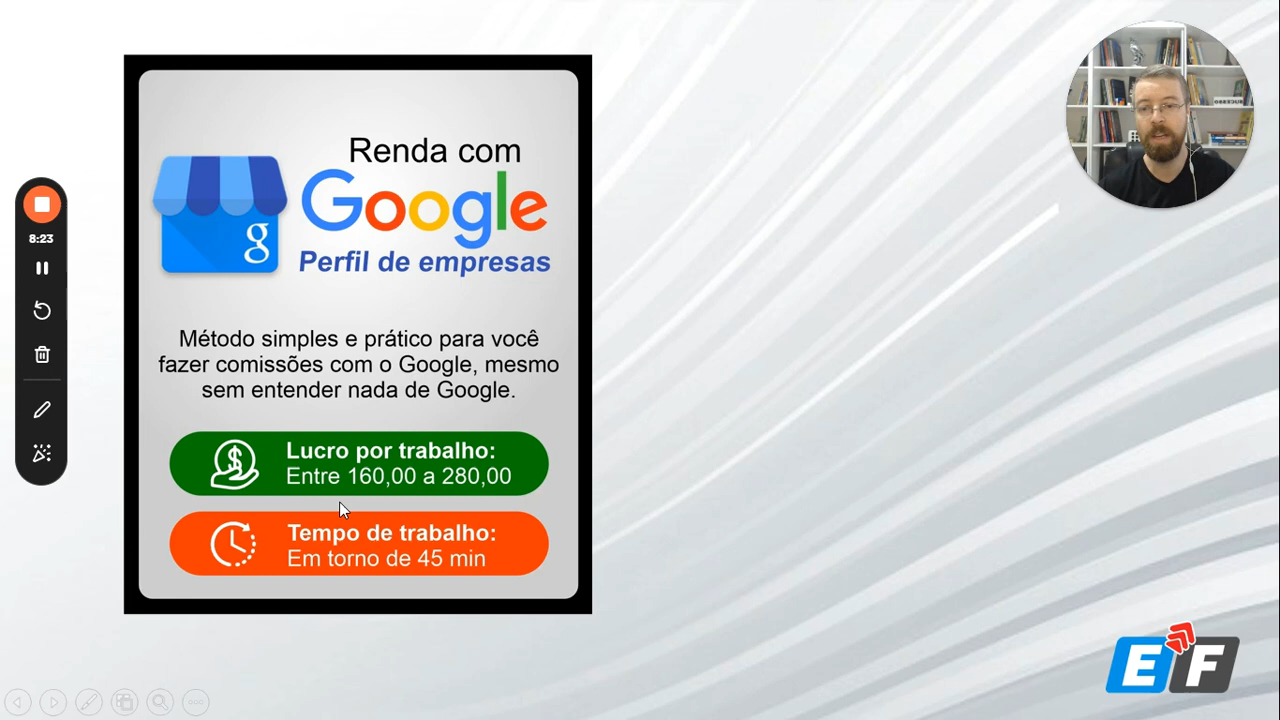 Renda com
Google
g
Perfil de empresas
8:23
Método simples e prático para você
fazer comissões com o Google, mesmo
sem entender nada de Google.
Lucro por trabalho:
Entre 160,00 a 280,00
Tempo de trabalho:
Em torno de 45 min
EF